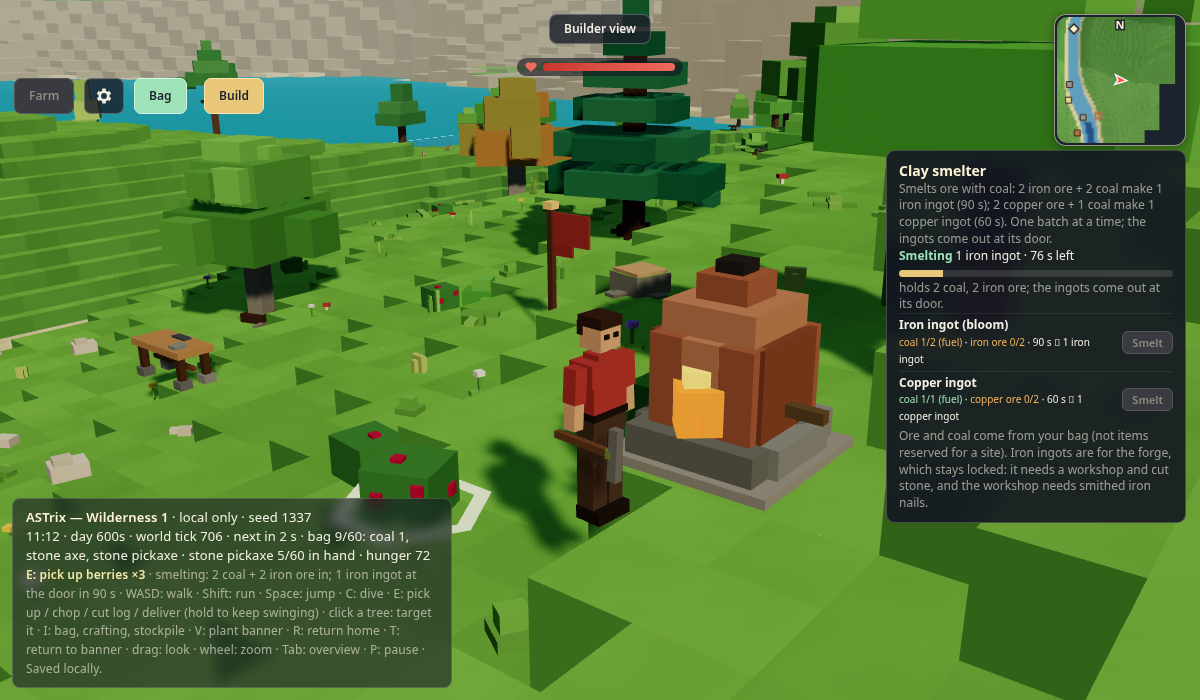 Builder view
N
Farm
Bag
Build
Clay smelter
Smelts ore with coal: 2 iron ore + 2 coal make 1
iron ingot (90 s); 2 copper ore + 1 coal make 1
copper ingot (60 s). One batch at a time; the
ingots come out at its door.
Smelting 1 iron ingot · 76 s left
holds 2 coal, 2 iron ore; the ingots come out at
its door.
Iron ingot (bloom)
coal 1/2 (fuel) · iron ore 0/2 · 90 s ▯ 1 iron
ingot
Smelt
Copper ingot
coal 1/1 (fuel) · copper ore 0/2 · 60 s ▯ 1
copper ingot
Smelt
Ore and coal come from your bag (not items
reserved for a site). Iron ingots are for the forge,
which stays locked: it needs a workshop and cut
stone, and the workshop needs smithed iron
nails.
ASTrix — Wilderness 1 · local only · seed 1337
11:12 · day 600s · world tick 706 · next in 2 s · bag 9/60: coal 1,
stone axe, stone pickaxe · stone pickaxe 5/60 in hand · hunger 72
E: pick up berries ×3 · smelting: 2 coal + 2 iron ore in; 1 iron ingot at
the door in 90 s · WASD: walk · Shift: run · Space: jump · C: dive · E: pick
up / chop / cut log / deliver (hold to keep swinging) · click a tree: target
it · I: bag, crafting, stockpile · V: plant banner · R: return home · T:
return to banner · drag: look · wheel: zoom · Tab: overview · P: pause ·
Saved locally.